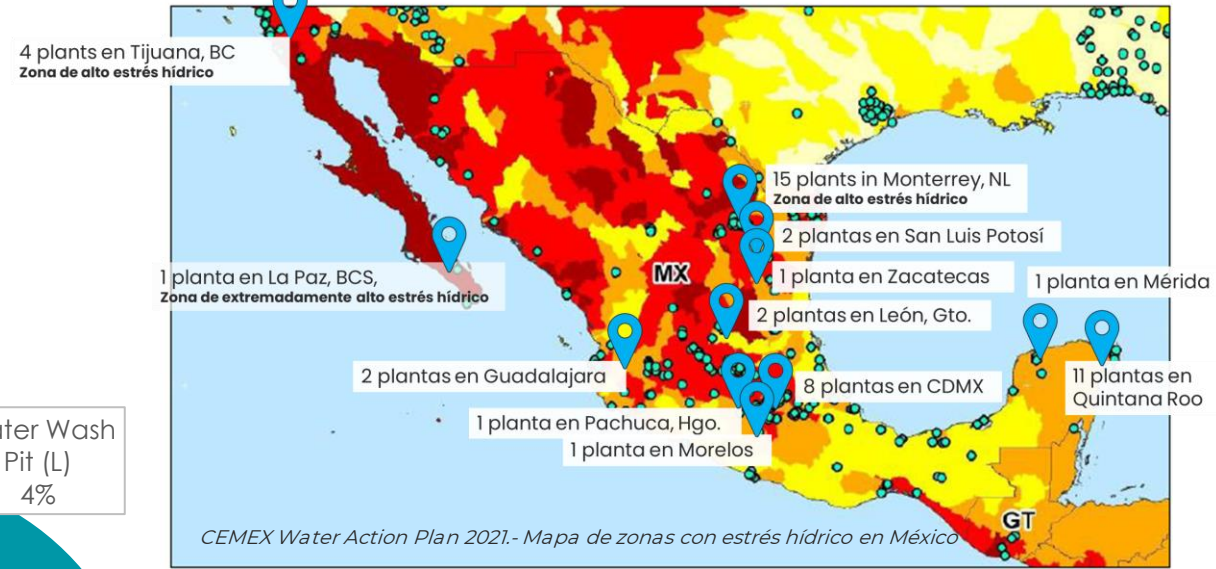 4 plants en Tijuana, BC
Zona de alto estrés hídrico
15 plants in Monterrey, NL
Zona de alto estrés hídrico
2 plantas en San Luis Potosí
1 planta en La Paz, BCS,
Zona de extremadamente alto estrés hídrico
MX
1 planta en Zacatecas
1 planta en Mérida
2 plantas en León, Gto.
2 plantas en Guadalajara
8 plantas en CDMX
11 plantas en
Quintana Roo
1 planta en Pachuca, Hgo.
1 planta en Morelos
ter Wash
Pit (L)
4%
GT
CEMEX Water Action Plan 2021.- Mapa de zonas con estrés hídrico en México